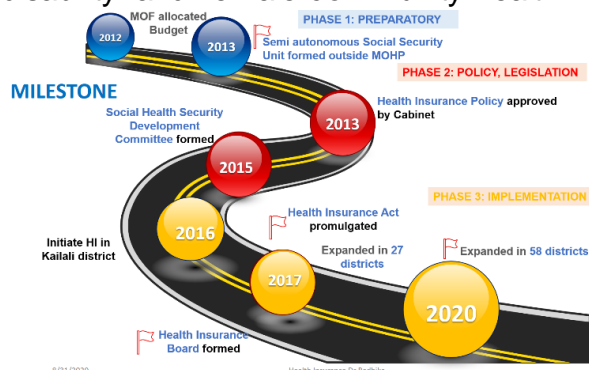 MOF allocated
Budget
PHASE 1: PREPARATORY
2012
2013
Semi autonomous Social Security
Unit formed outside MOHP
PHASE 2: POLICY, LEGISLATION
MILESTONE
Health Insurance Policy approved
by Cabinet
Social Health Security
Development
Committee formed
2013
2015
PHASE 3: IMPLEMENTATION
Health Insurance Act
promulgated
2016
Initiate HI in
Kailali district
Expanded in 27
districts
Expanded in 58 districts
2017
2020
Health Insurance
Board formed